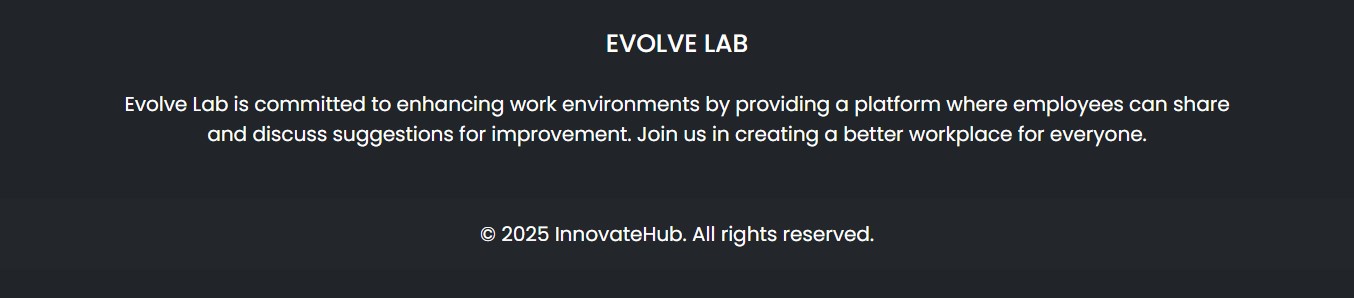 EVOLVE LAB
Evolve Lab is committed to enhancing work environments by providing a platform where employees can share
and discuss suggestions for improvement. Join us in creating a better workplace for everyone.
© 2025 InnovateHub. All rights reserved.